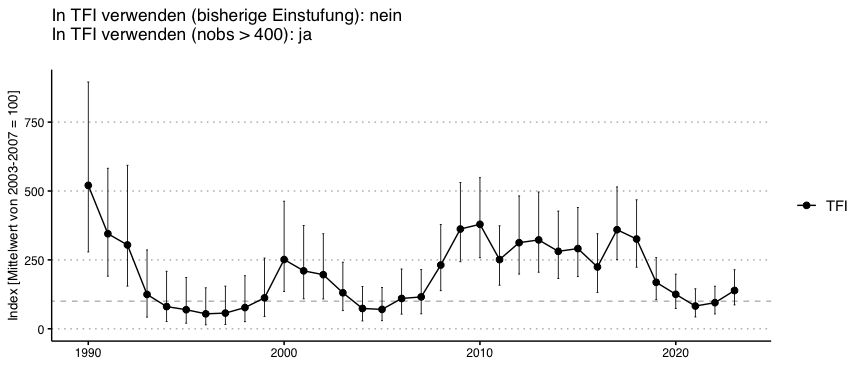 In TFI verwenden (bisherige Einstufung): nein
In TFI verwenden (nobs > 400): ja
Index [Mittelwert von 2003-2007 = 100]
750
500
250
0
1990
2000
2010
2020
TFI